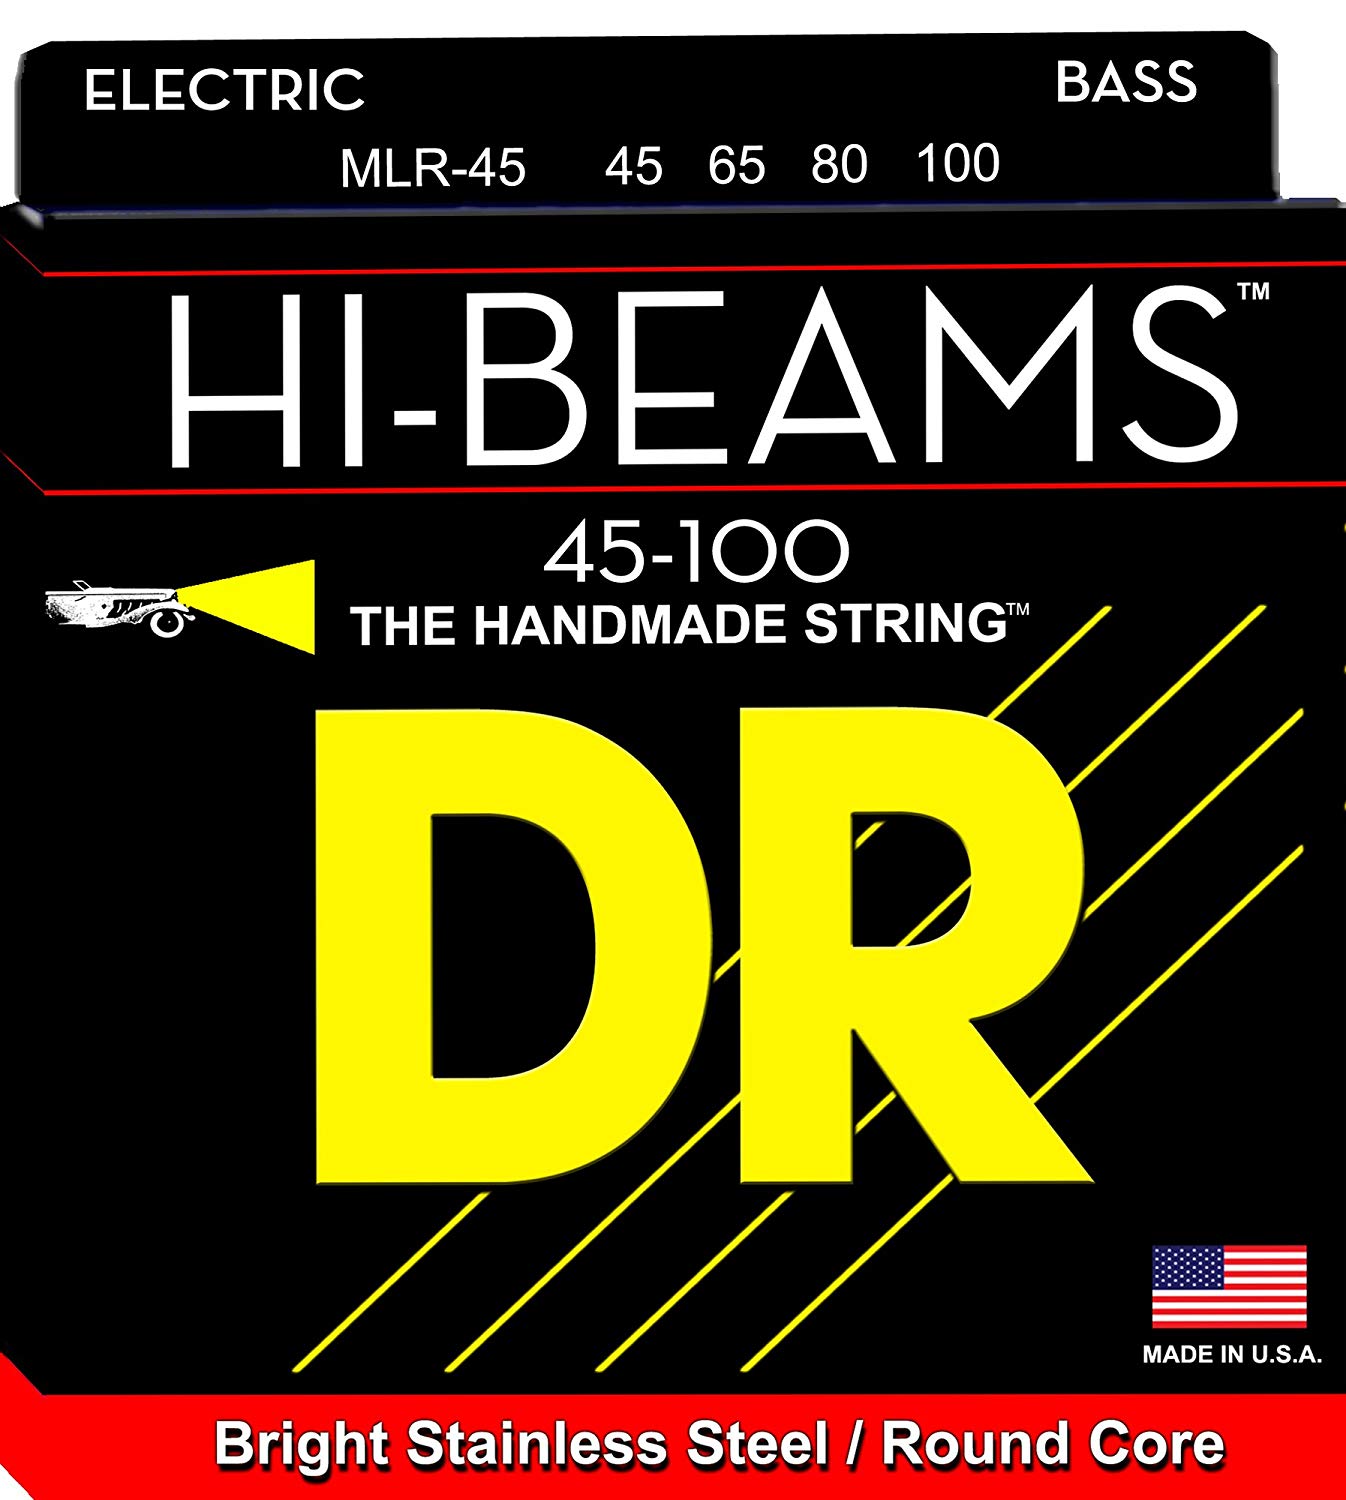 ELECTRIC BASS
MLR-45 45 65 80 100
HI-BEAMS™
45-100
THE HANDMADE STRING™
DR
MADE IN U.S.A.
Bright Stainless Steel / Round Core